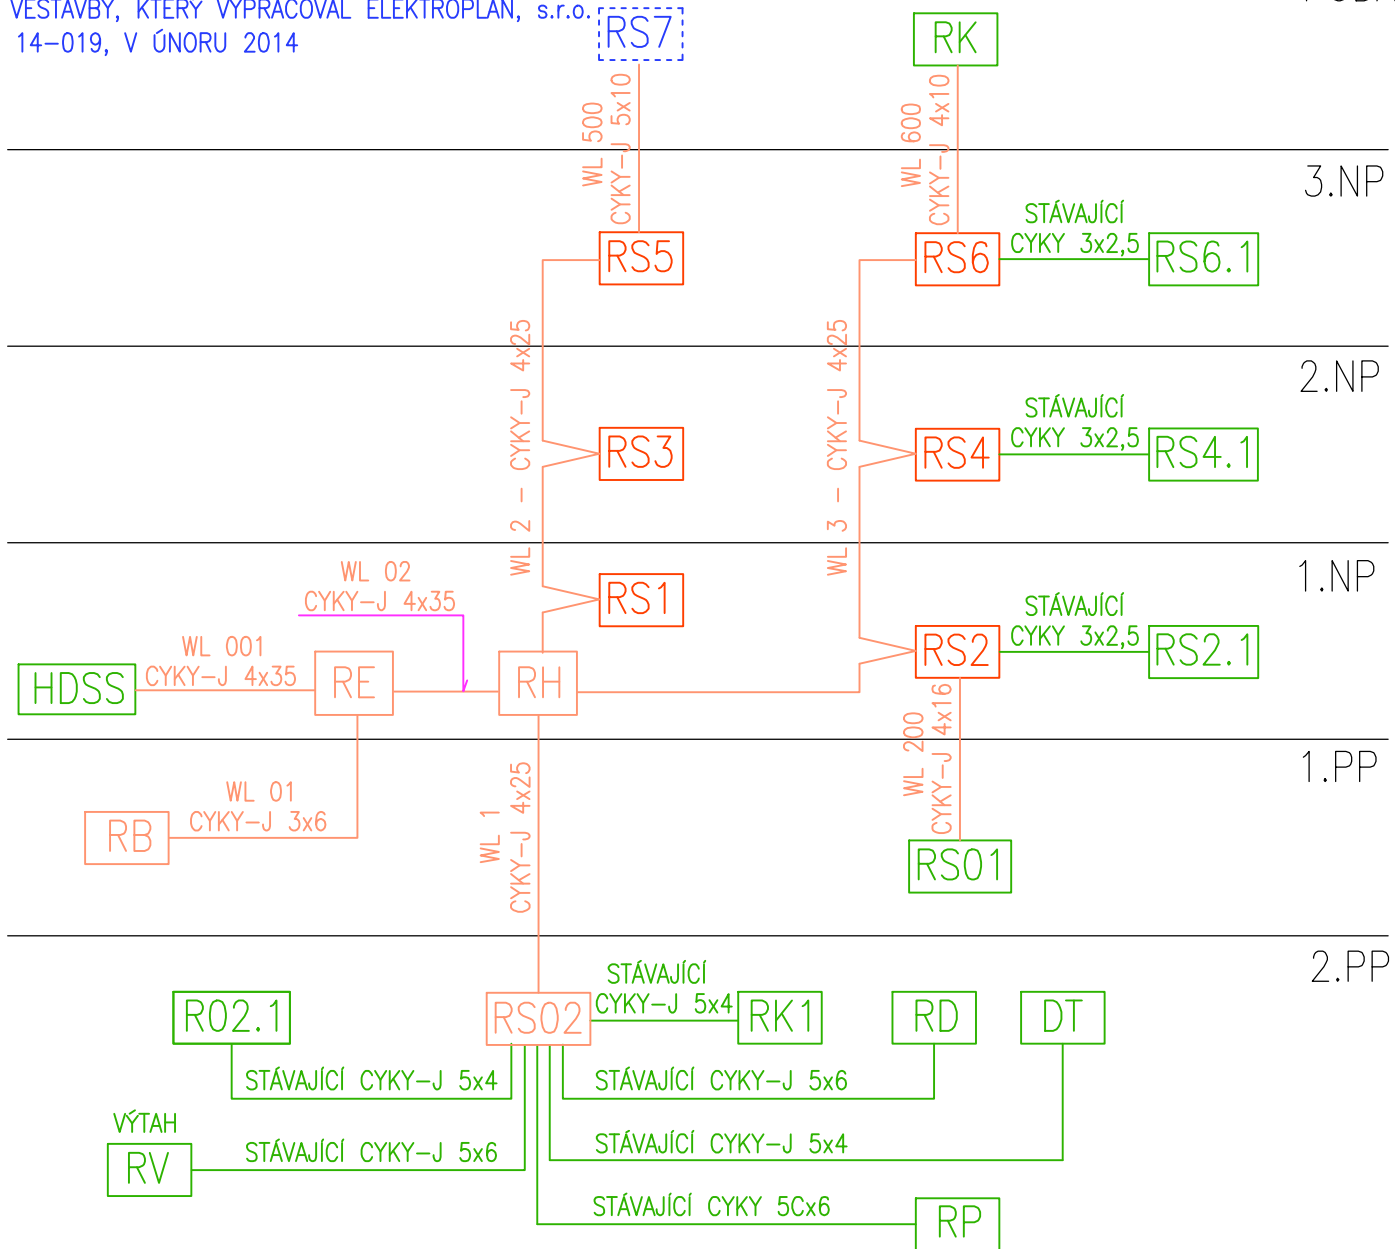 VESTAVBY, KTERÝ VYPRACOVAL ELEKTROPLAN, s.r.o.
14-019, V ÚNORU 2014
RS7
RK
WL 500
CYKY-J 5x10
WL 600
CYKY-J 4x10
3.NP
RS5
RS6
STÁVAJÍCÍ
CYKY 3x2,5
RS6.1
WL 2 - CYKY-J 4x25
WL 3 - CYKY-J 4x25
2.NP
RS3
RS4
STÁVAJÍCÍ
CYKY 3x2,5
RS4.1
1.NP
WL 02
CYKY-J 4x35
RS1
STÁVAJÍCÍ
CYKY 3x2,5
RS2
RS2.1
WL 001
CYKY-J 4x35
HDSS
RE
RH
WL 200
CYKY-J 4x16
1.PP
WL 01
CYKY-J 3x6
RB
WL 1
CYKY-J 4x25
RS01
2.PP
STÁVAJÍCÍ
CYKY-J 5x4
R02.1
RS02
RK1
RD
DT
STÁVAJÍCÍ CYKY-J 5x4
STÁVAJÍCÍ CYKY-J 5x6
VÝTAH
RV
STÁVAJÍCÍ CYKY-J 5x6
STÁVAJÍCÍ CYKY-J 5x4
STÁVAJÍCÍ CYKY 5Cx6
RP